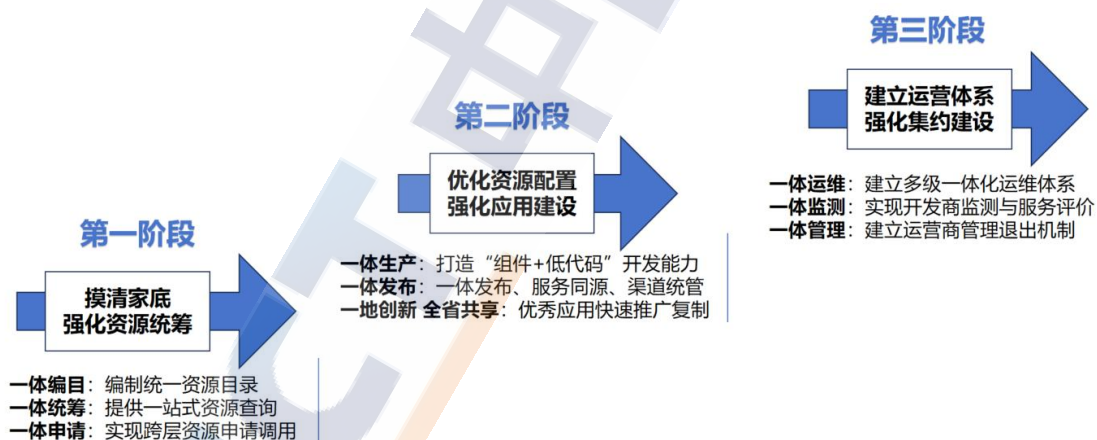 第一阶段
摸清家底
强化资源统筹
一体编目：编制统一资源目录
一体统筹：提供一站式资源查询
一体申请：实现跨层资源申请调用
第二阶段
优化资源配置
强化应用建设
一体生产：打造“组件+低代码”开发能力
一体发布：一体发布、服务同源、渠道统管
一地创新 全省共享：优秀应用快速推广复制
第三阶段
建立运营体系
强化集约建设
一体运维：建立多级一体化运维体系
一体监测：实现开发商监测与服务评价
一体管理：建立运营商管理退出机制